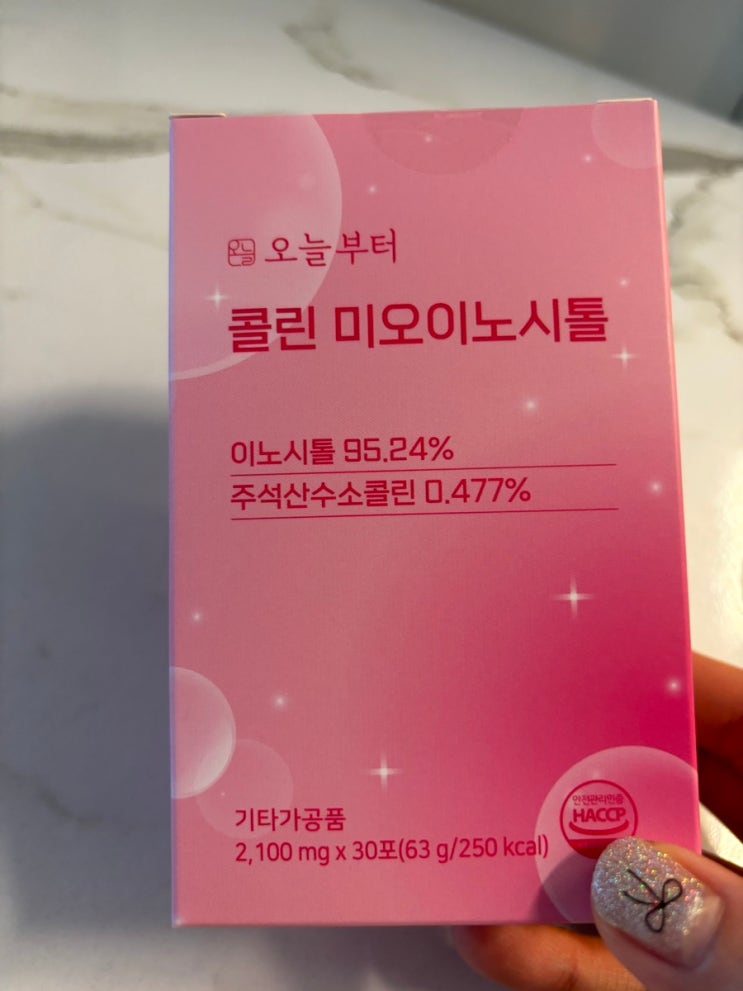 오늘 오늘부터
콜린 미오이노시톨
이노시톨 95.24%
주석산수소콜린 0.477%
기타가공품
2,100 mg x 30포(63 g/250 kcal)
안전관리인증
HACCP